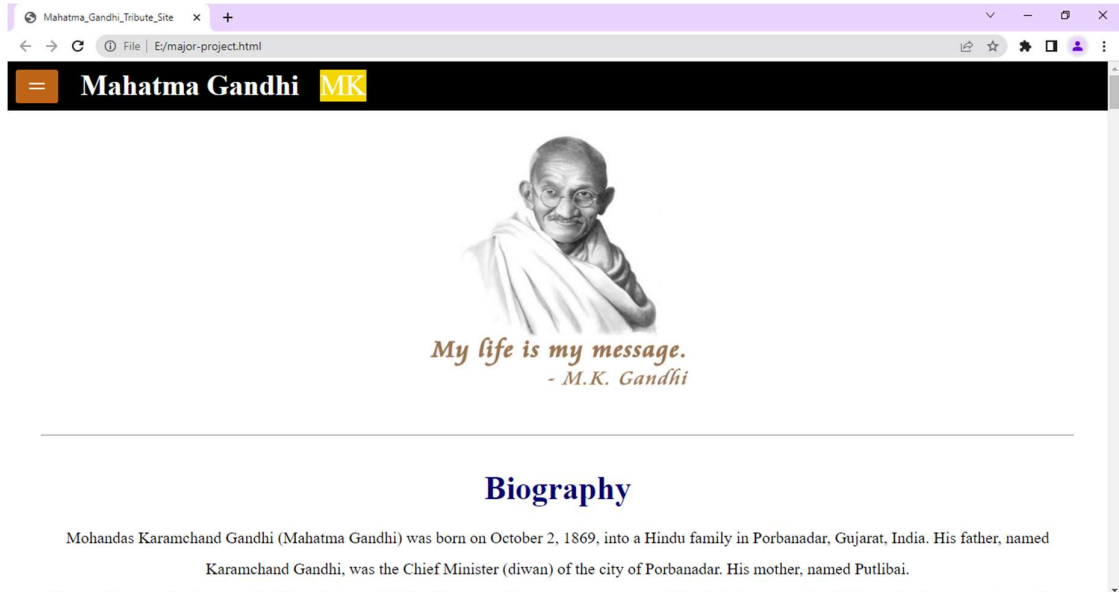 Mahatma_Gandhi_Tribute_Site
File | E:/major-project.html
Mahatma Gandhi MK
My life is my message.
- M.K. Gandhi
Biography
Mohandas Karamchand Gandhi (Mahatma Gandhi) was born on October 2, 1869, into a Hindu family in Porbanadar, Gujarat, India. His father, named
Karamchand Gandhi, was the Chief Minister (diwan) of the city of Porbanadar. His mother, named Putlibai.